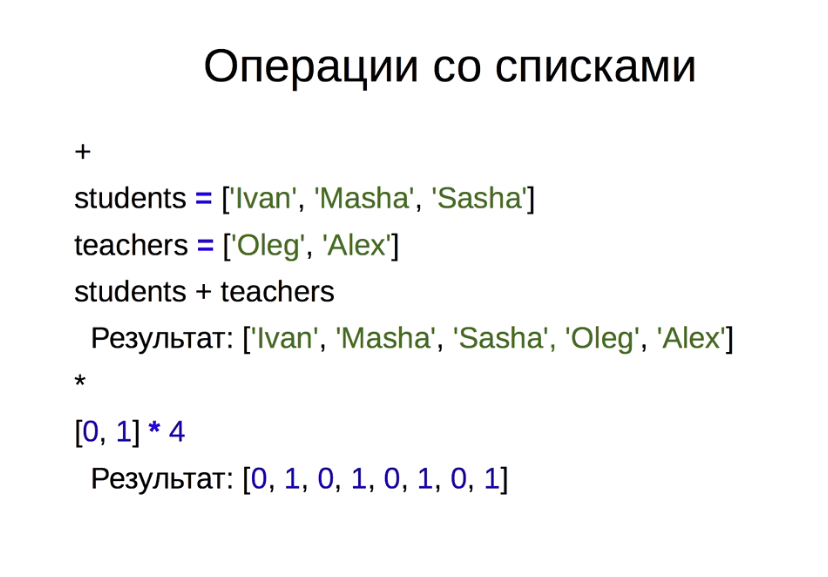 Операции со списками
+
students = ['Ivan', 'Masha', 'Sasha']
teachers = ['Oleg', 'Alex']
students + teachers
Результат: ['Ivan', 'Masha', 'Sasha', 'Oleg', 'Alex']
*
[0, 1] * 4
Результат: [0, 1, 0, 1, 0, 1, 0, 1]